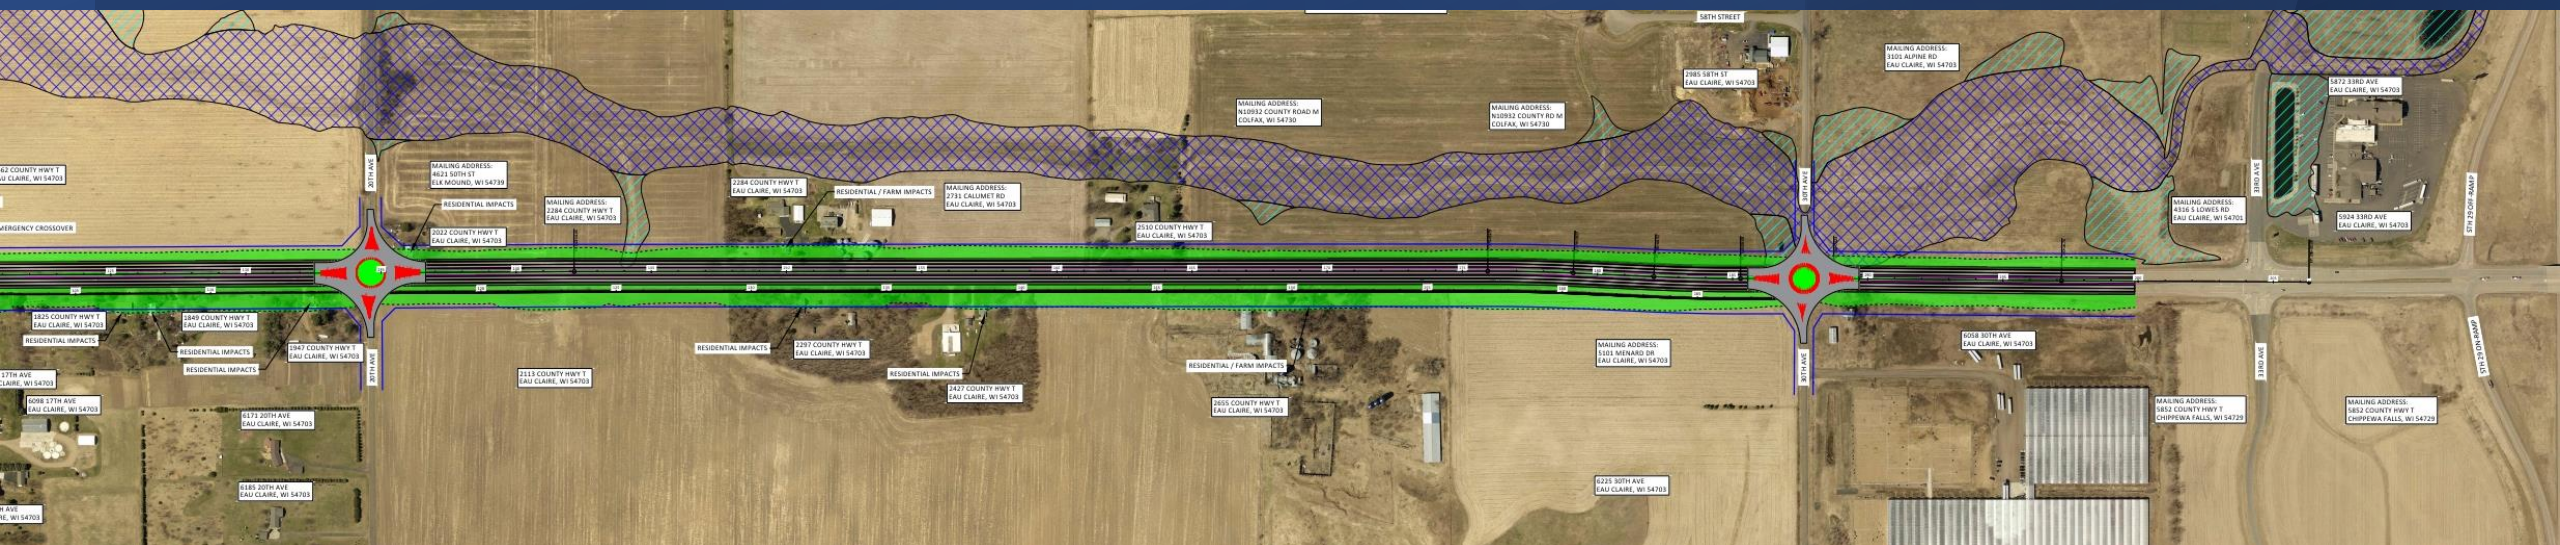 58TH STREET
MAILING ADDRESS:
3101 ALPINE RD
EAU CLAIRE, WI 54703
2985 58TH ST
EAU CLAIRE, WI 54703
5872 33RD AVE
EAU CLAIRE, WI 54703
MAILING ADDRESS:
N10932 COUNTY ROAD M
COLFAX, WI 54730
MAILING ADDRESS:
N10932 COUNTY RD M
COLFAX, WI 54730
62 COUNTY HWY T
EAU CLAIRE, WI 54703
20TH AVE
MAILING ADDRESS:
4621 50TH ST
ELK MOUND, WI 54739
RESIDENTIAL IMPACTS
MAILING ADDRESS:
2284 COUNTY HWY T
EAU CLAIRE, WI 54703
2284 COUNTY HWY T
EAU CLAIRE, WI 54703
RESIDENTIAL / FARM IMPACTS
MAILING ADDRESS:
2731 CALUMET RD
EAU CLAIRE, WI 54703
30TH AVE
33RD AVE
STH 29 OFF-RAMP
MAILING ADDRESS:
4316 S LOWES RD
EAU CLAIRE, WI 54701
5924 33RD AVE
EAU CLAIRE, WI 54703
MERGENCY CROSSOVER
2022 COUNTY HWY T
EAU CLAIRE, WI 54703
2510 COUNTY HWY T
EAU CLAIRE, WI 54703
1825 COUNTY HWY T
EAU CLAIRE, WI 54703
RESIDENTIAL IMPACTS
1849 COUNTY HWY T
EAU CLAIRE, WI 54703
RESIDENTIAL IMPACTS
RESIDENTIAL IMPACTS
1947 COUNTY HWY T
EAU CLAIRE, WI 54703
20TH AVE
RESIDENTIAL IMPACTS
2297 COUNTY HWY T
EAU CLAIRE, WI 54703
RESIDENTIAL IMPACTS
2427 COUNTY HWY T
EAU CLAIRE, WI 54703
2113 COUNTY HWY T
EAU CLAIRE, WI 54703
RESIDENTIAL / FARM IMPACTS
2655 COUNTY HWY T
EAU CLAIRE, WI 54703
MAILING ADDRESS:
5101 MENARD DR
EAU CLAIRE, WI 54703
30TH AVE
6058 30TH AVE
EAU CLAIRE, WI 54703
33RD AVE
STH 29 ON-RAMP
17TH AVE
CLAIRE, WI 54703
6098 17TH AVE
EAU CLAIRE, WI 54703
6171 20TH AVE
EAU CLAIRE, WI 54703
MAILING ADDRESS:
5852 COUNTY HWY T
CHIPPEWA FALLS, WI 54729
MAILING ADDRESS:
5852 COUNTY HWY T
CHIPPEWA FALLS, WI 54729
6185 20TH AVE
EAU CLAIRE, WI 54703
6225 30TH AVE
EAU CLAIRE, WI 54703
H AVE
RE, WI 54703